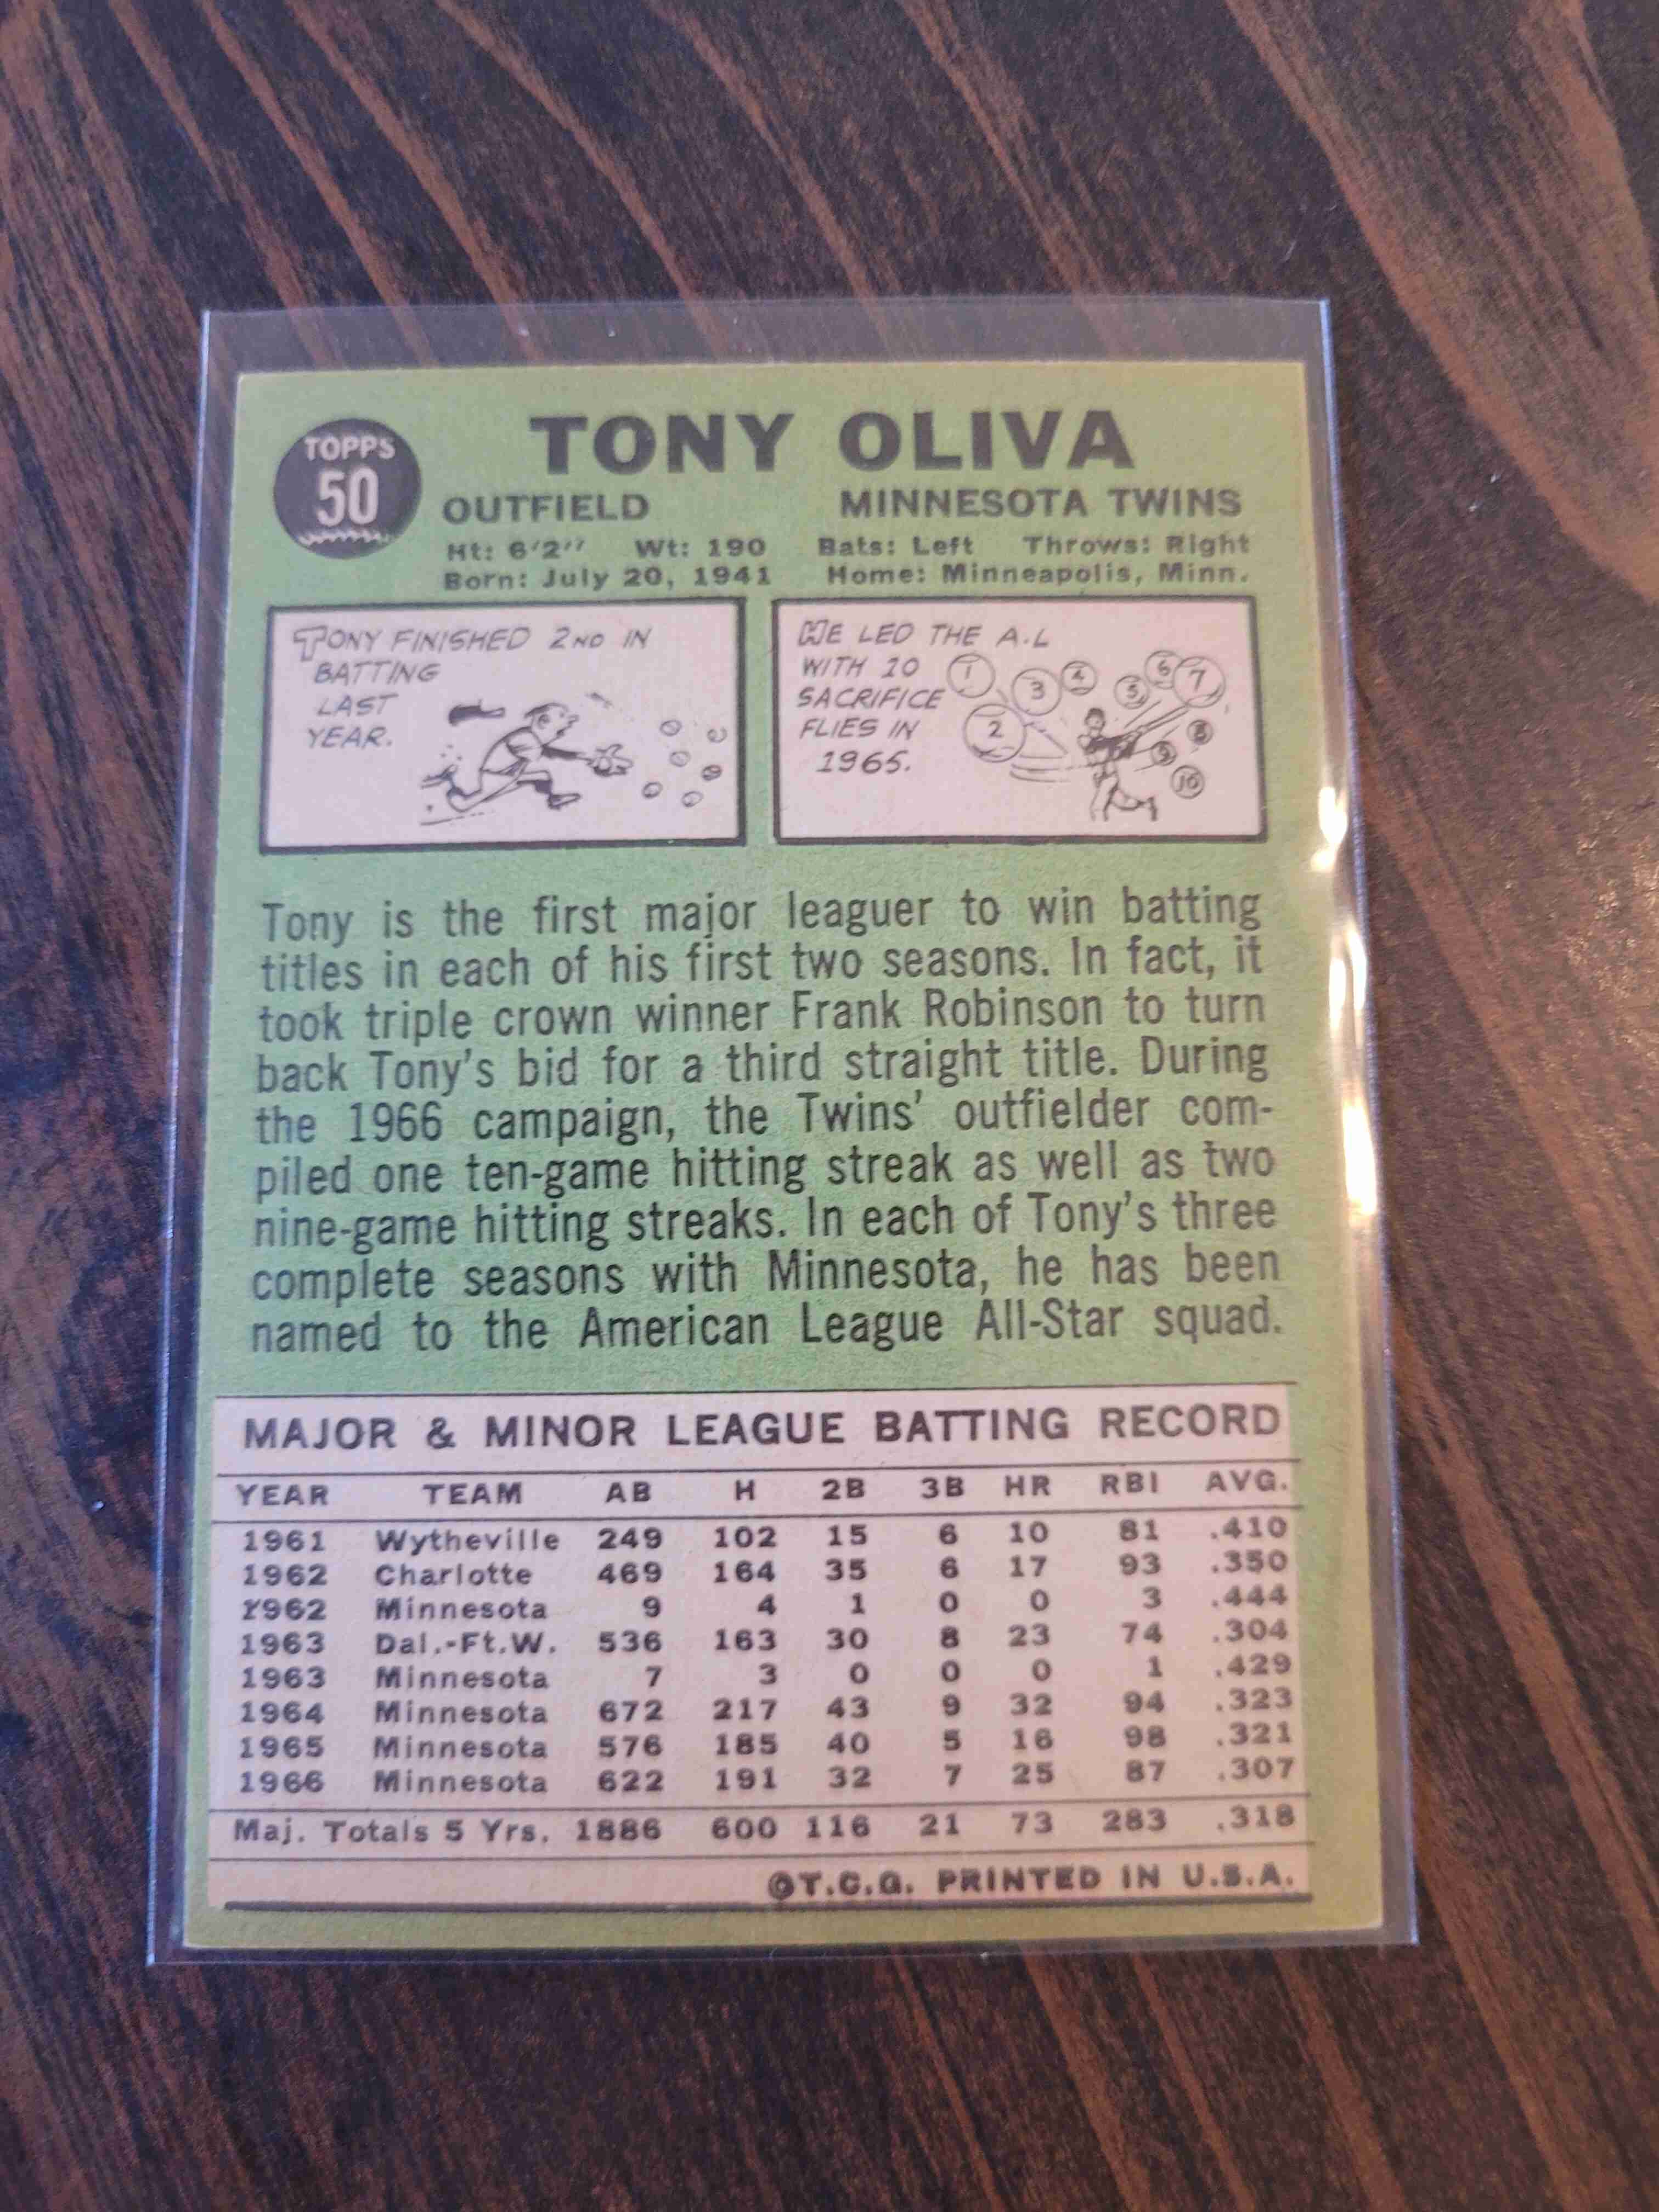 TOPPS
50
TONY OLIVA
OUTFIELD MINNESOTA TWINS
Ht: 6'2" Wt: 190 Bats: Left Throws: Right
Born: July 20, 1941 Home: Minneapolis, Minn.
TONY FINISHED 2ND IN
BATTING
LAST
YEAR.
HE LED THE A.L
WITH 10
SACRIFICE
FLIES IN
1965.
1
2
3
4
5
6
7
8
9
10
Tony is the first major leaguer to win batting
titles in each of his first two seasons. In fact, it
took triple crown winner Frank Robinson to turn
back Tony's bid for a third straight title. During
the 1966 campaign, the Twins' outfielder com-
piled one ten-game hitting streak as well as two
nine-game hitting streaks. In each of Tony's three
complete seasons with Minnesota, he has been
named to the American League All-Star squad.
MAJOR & MINOR LEAGUE BATTING RECORD
YEAR TEAM AB H 2B 3B HR RBI AVG.
1961 Wytheville 249 102 15 6 10 81 .410
1962 Charlotte 469 164 35 6 17 93 .350
1962 Minnesota 9 4 1 0 0 3 .444
1963 Dal.-Ft.W. 536 163 30 8 23 74 .304
1963 Minnesota 7 3 0 0 0 1 .429
1964 Minnesota 672 217 43 9 32 94 .323
1965 Minnesota 576 185 40 5 16 98 .321
1966 Minnesota 622 191 32 7 25 87 .307
Maj. Totals 5 Yrs. 1886 600 116 21 73 283 .318
©T.C.G. PRINTED IN U.S.A.